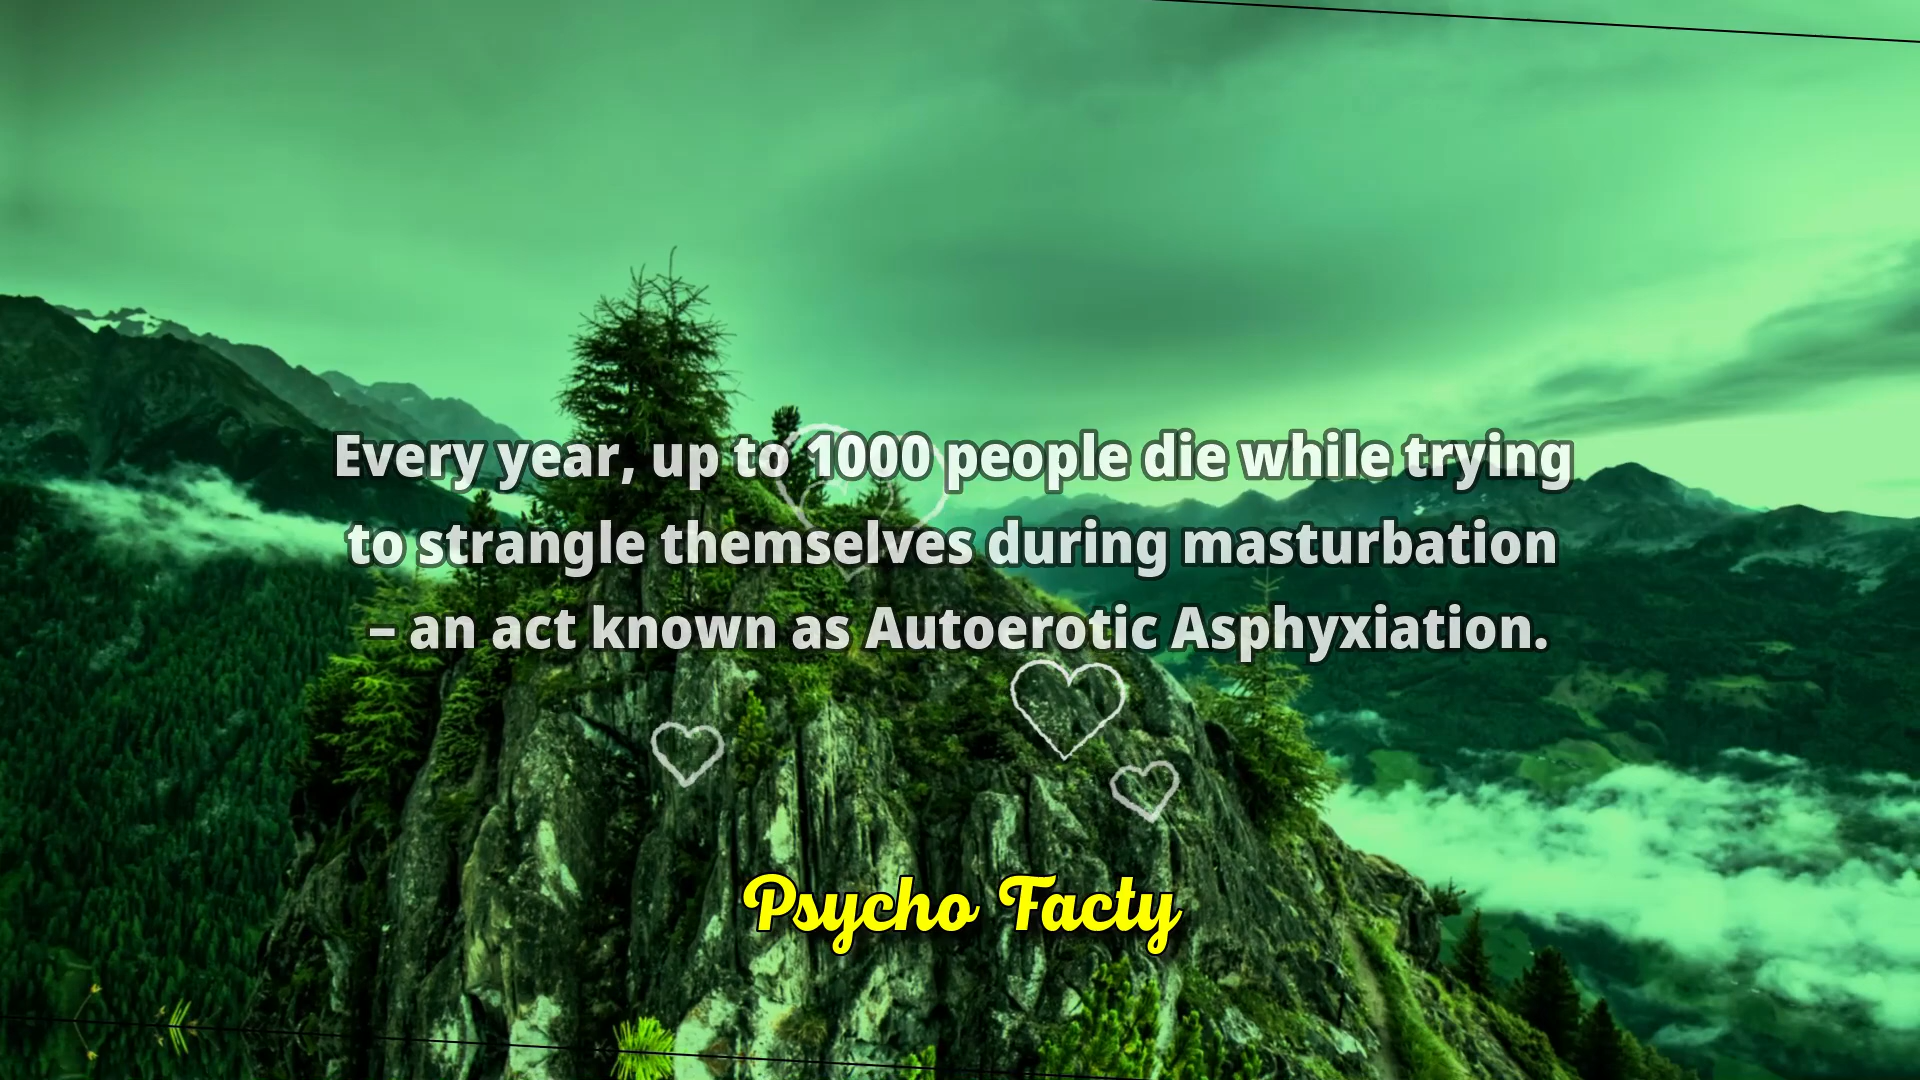 Every year, up to 1000 people die while trying
to strangle themselves during masturbation
– an act known as Autoerotic Asphyxiation.
Psycho Facty